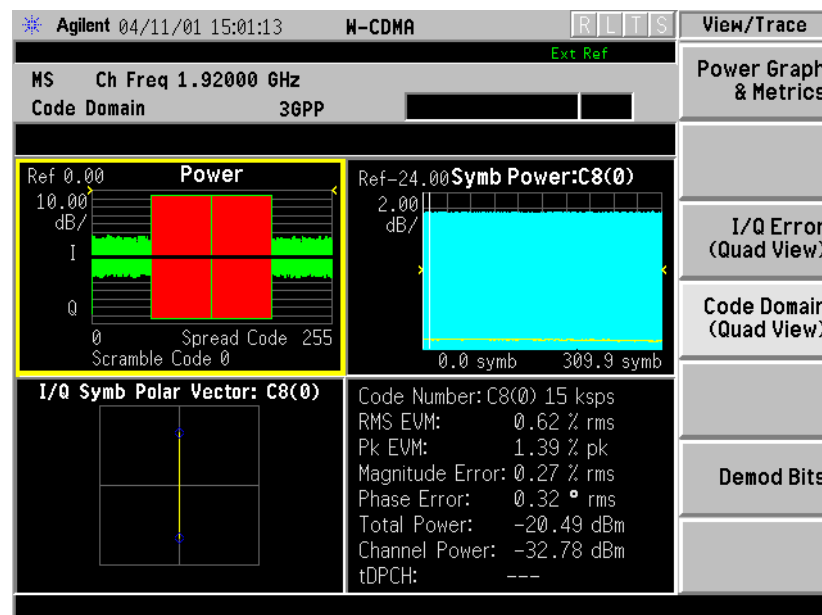 Agilent 04/11/01 15:01:13 W-CDMA R L T S View/Trace
Ext Ref
MS Ch Freq 1.92000 GHz
Code Domain 3GPP
Power Graph
& Metrics
Ref 0.00 Power
10.00
dB/
I
Q
0 Spread Code 255
Scramble Code 0
Ref-24.00 Symb Power:C8(0)
2.00
dB/
0.0 symb 309.9 symb
I/Q Error
(Quad View)
Code Domain
(Quad View)
I/Q Symb Polar Vector: C8(0)
Code Number: C8(0) 15 ksps
RMS EVM: 0.62 % rms
Pk EVM: 1.39 % pk
Magnitude Error: 0.27 % rms
Phase Error: 0.32 ° rms
Total Power: -20.49 dBm
Channel Power: -32.78 dBm
tDPCH: ---
Demod Bits